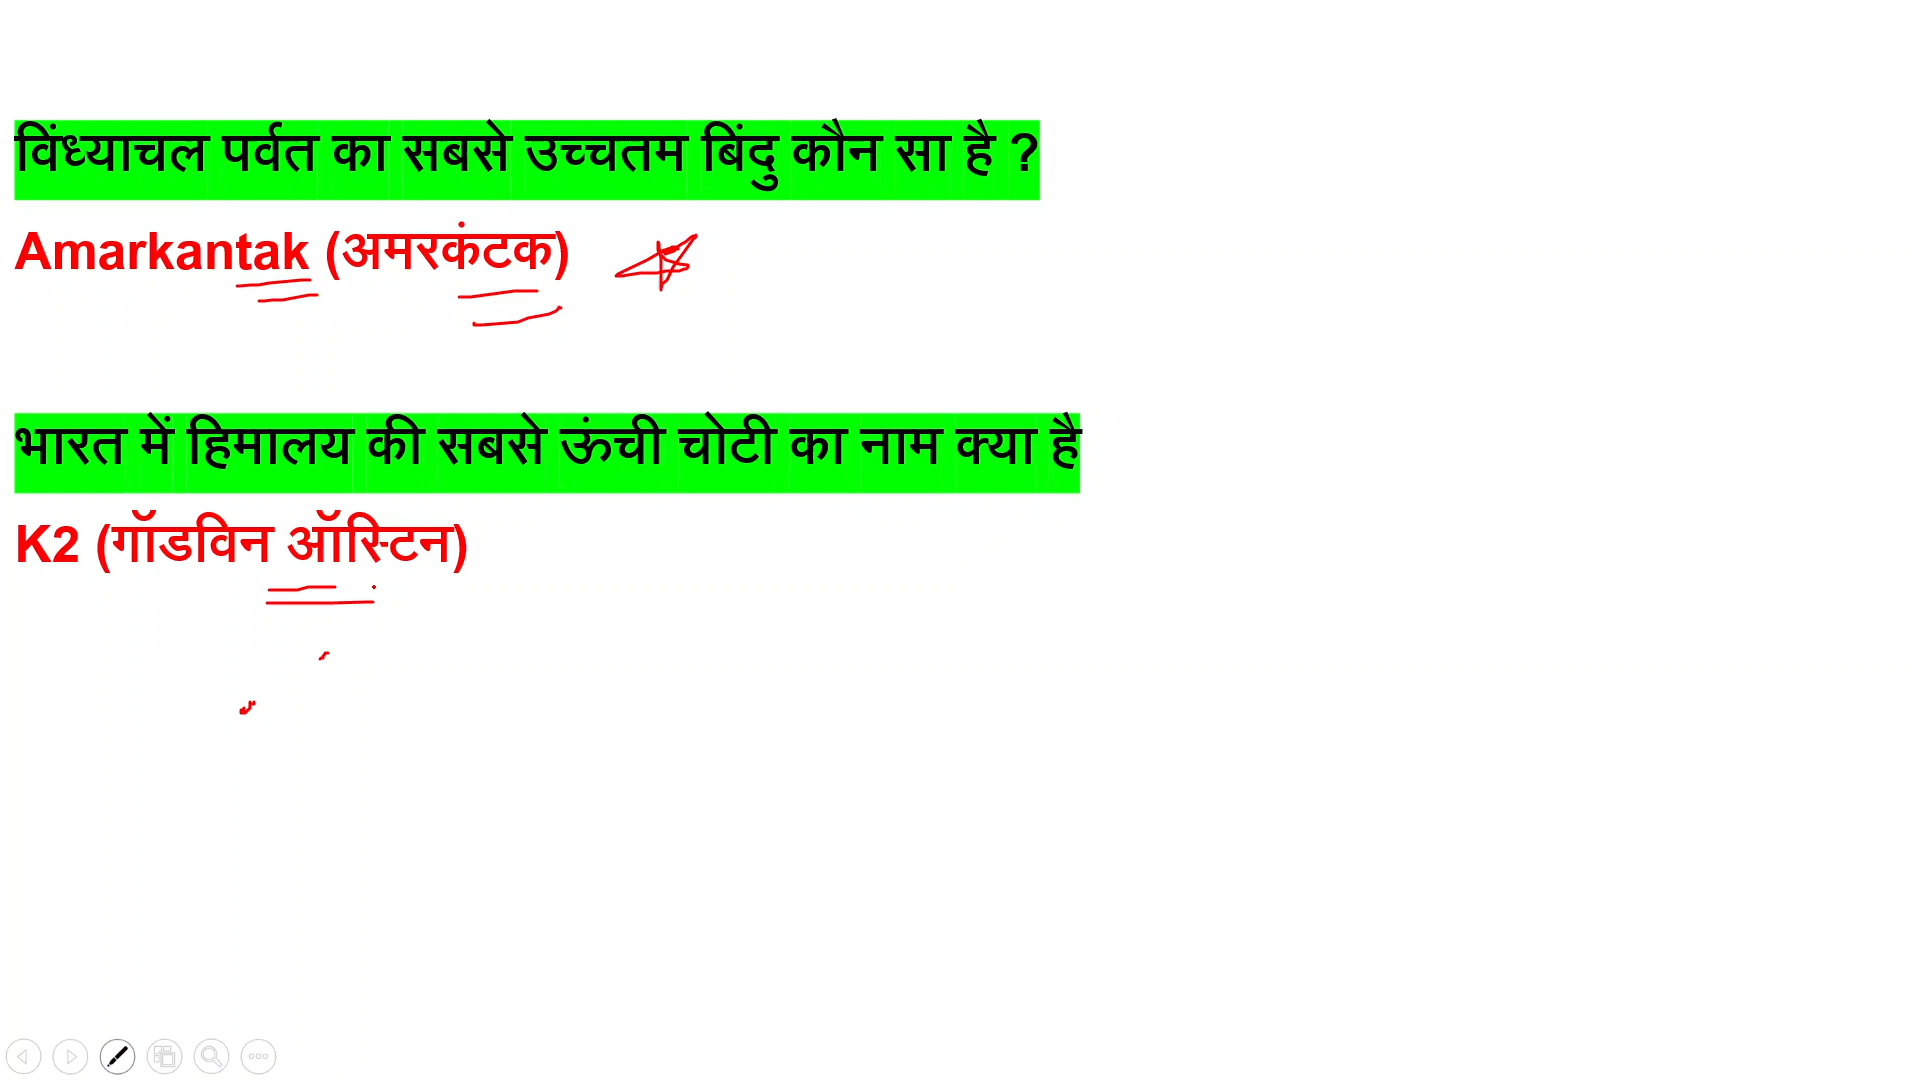 विंध्याचल पर्वत का सबसे उच्चतम बिंदु कौन सा है ?
Amarkantak (अमरकंटक)
भारत में हिमालय की सबसे ऊंची चोटी का नाम क्या है
K2 (गॉडविन ऑस्टिन)